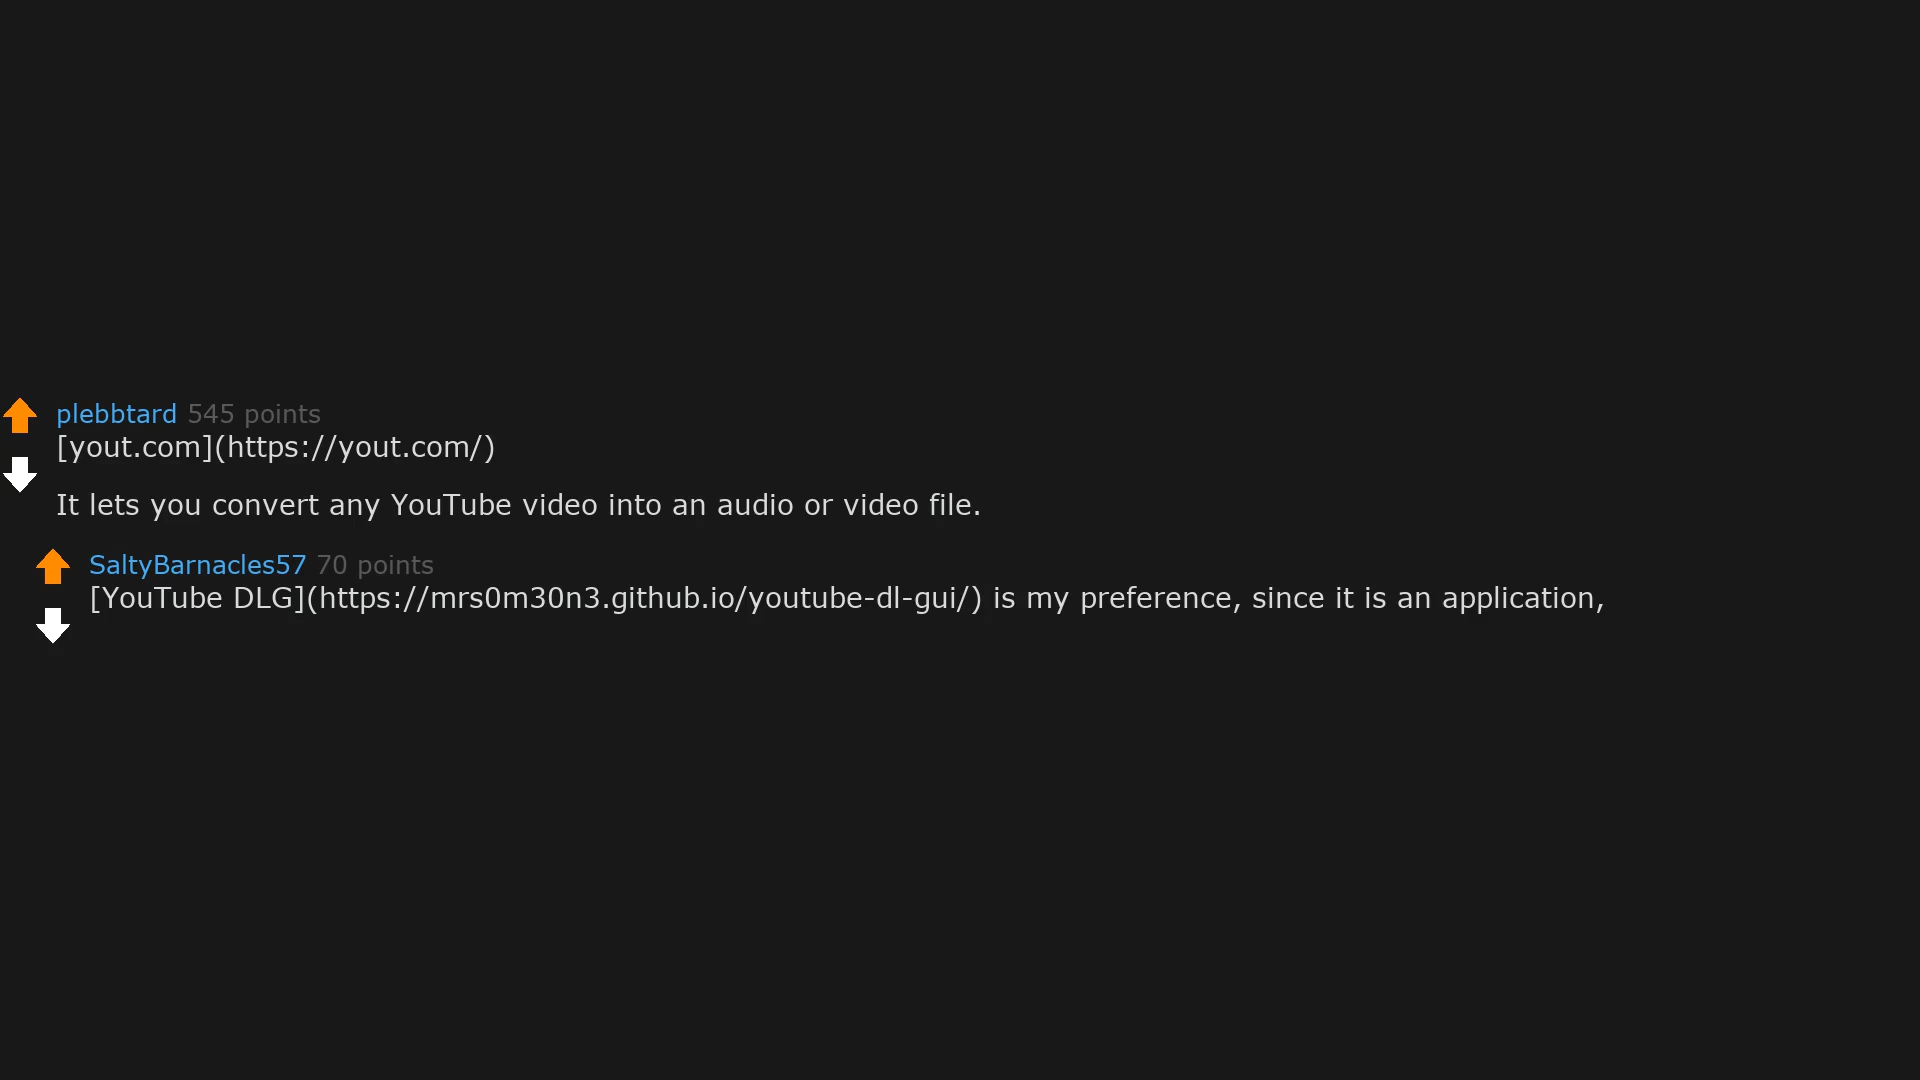 plebbtard 545 points
[yout.com](https://yout.com/)
It lets you convert any YouTube video into an audio or video file.
SaltyBarnacles57 70 points
[YouTube DLG](https://mrs0m30n3.github.io/youtube-dl-gui/) is my preference, since it is an application,